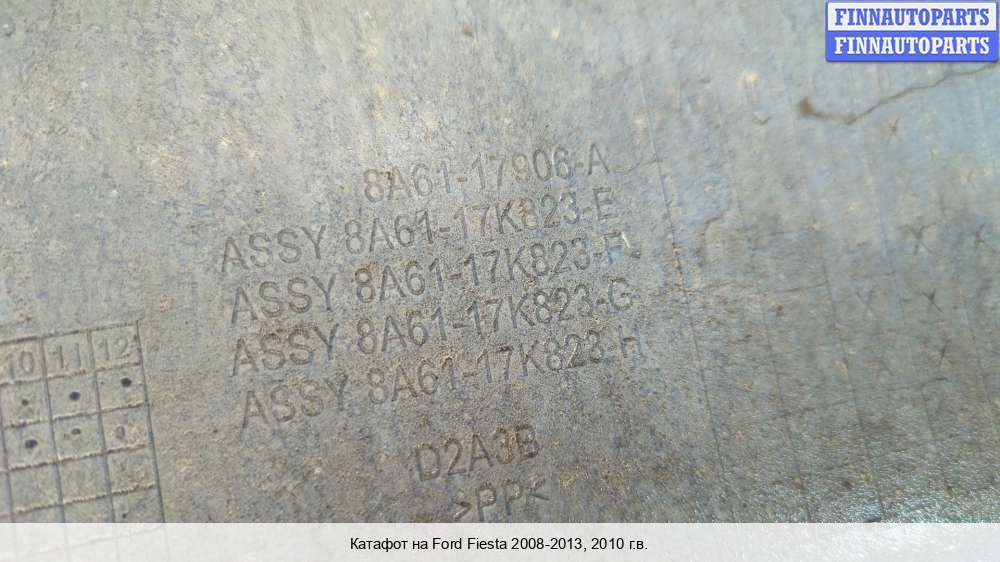 FINNAUTOPARTS
FINNAUTOPARTS
8A61-17906-A
ASSY 8A61-17K823-E
ASSY 8A61-17K823-F
ASSY 8A61-17K823-G
ASSY 8A61-17K823-H
10 11 12
D2A3B
>PP<
Катафот на Ford Fiesta 2008-2013, 2010 г.в.